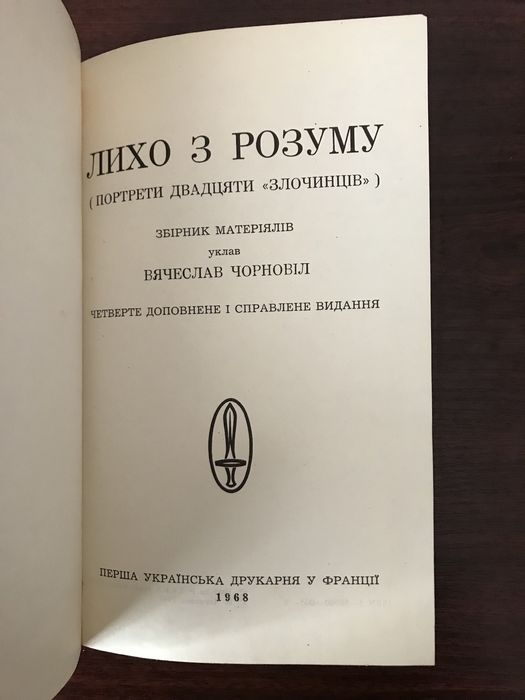 ЛИХО З РОЗУМУ
( ПОРТРЕТИ ДВАДЦЯТИ «ЗЛОЧИНЦІВ» )
ЗБІРНИК МАТЕРІЯЛІВ
уклав
ВЯЧЕСЛАВ ЧОРНОВІЛ
ЧЕТВЕРТЕ ДОПОВНЕНЕ І СПРАВЛЕНЕ ВИДАННЯ
ПЕРША УКРАЇНСЬКА ДРУКАРНЯ У ФРАНЦІЇ
1968